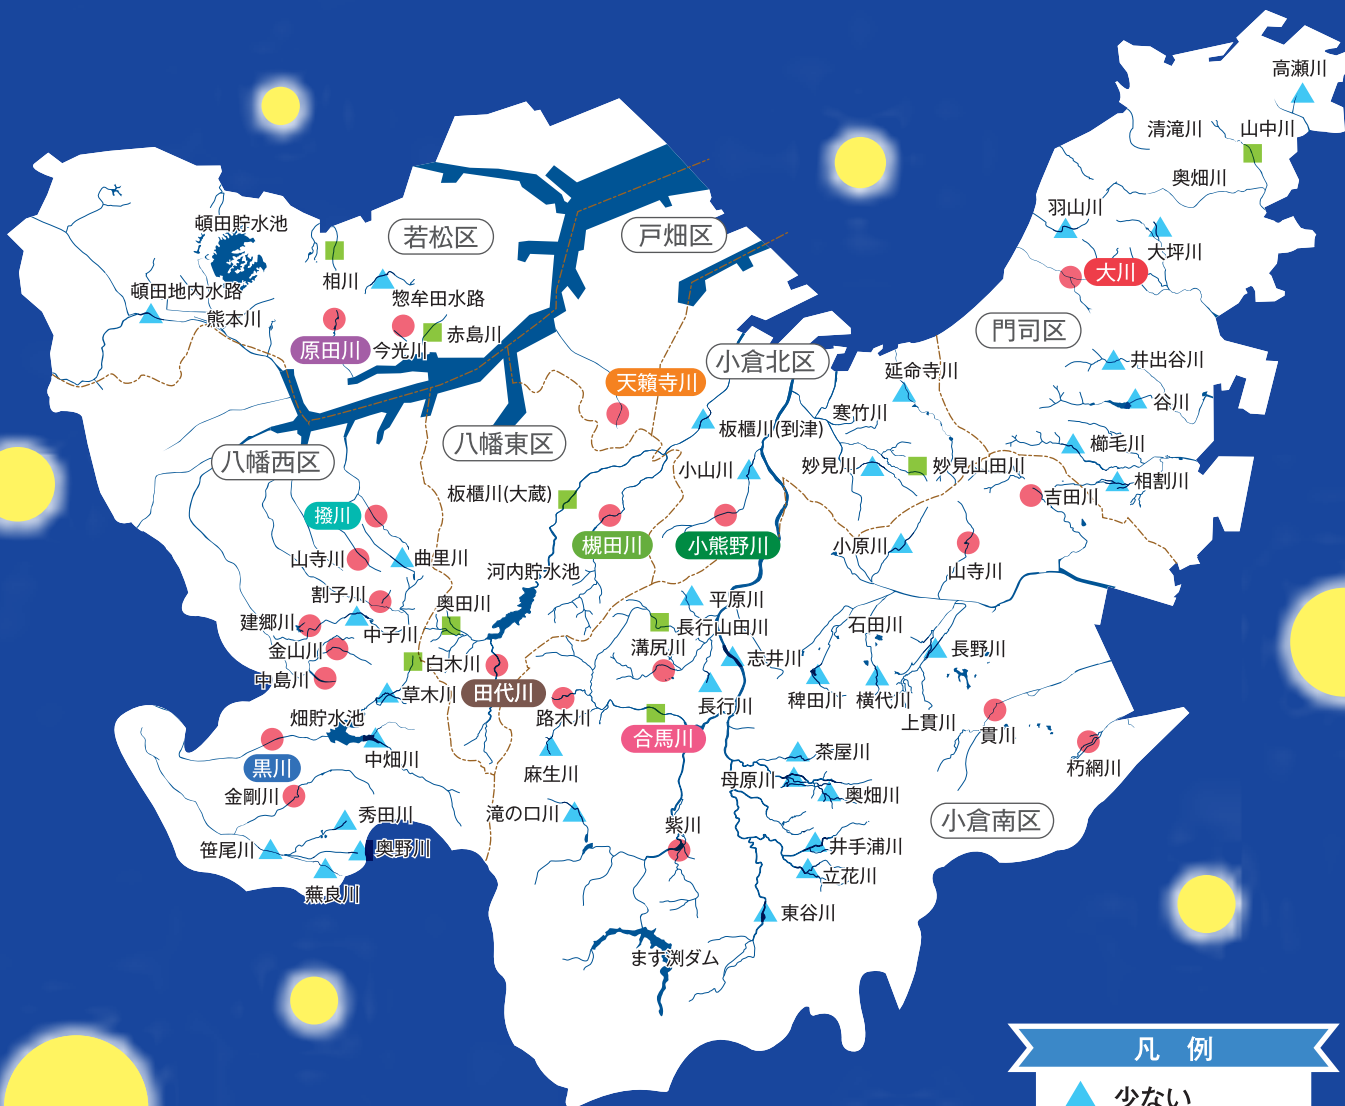 高瀬川
清滝川
山中川
奥畑川
羽山川
大坪川
大川
頓田貯水池
若松区
戸畑区
相川
惣牟田水路
頓田地内水路
熊本川
赤島川
原田川
今光川
門司区
小倉北区
井出谷川
延命寺川
天籟寺川
谷川
寒竹川
板櫃川(到津)
八幡東区
櫛毛川
八幡西区
小山川
妙見川
妙見山田川
相割川
板櫃川(大蔵)
吉田川
撥川
槻田川
小熊野川
小原川
山寺川
曲里川
河内貯水池
山寺川
割子川
奥田川
平原川
建郷川
中子川
長行山田川
石田川
金山川
溝尻川
志井川
長野川
中島川
白木川
草木川
田代川
稗田川
横代川
長行川
路木川
畑貯水池
上貫川
貫川
合馬川
中畑川
茶屋川
黒川
麻生川
母原川
朽網川
金剛川
奥畑川
秀田川
滝の口川
紫川
小倉南区
笹尾川
奥野川
井手浦川
立花川
蕪良川
東谷川
ます渕ダム
凡 例
少ない